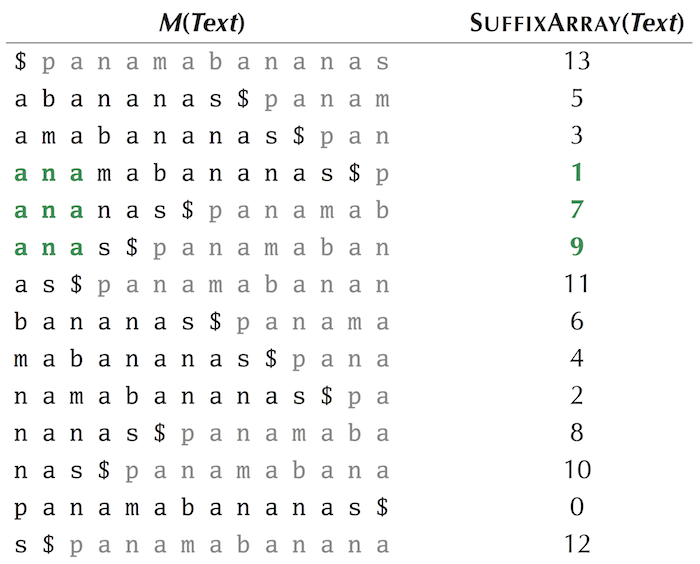 M(Text) SUFFIXARRAY(Text)
$ p a n a m a b a n a n a s 13
a b a n a n a s $ p a n a m 5
a m a b a n a n a s $ p a n 3
a n a m a b a n a n a s $ p 1
a n a n a s $ p a n a m a b 7
a n a s $ p a n a m a b a n 9
a s $ p a n a m a b a n a n 11
b a n a n a s $ p a n a m a 6
m a b a n a n a s $ p a n a 4
n a m a b a n a n a s $ p a 2
n a n a s $ p a n a m a b a 8
n a s $ p a n a m a b a n a 10
p a n a m a b a n a n a s $ 0
s $ p a n a m a b a n a n a 12